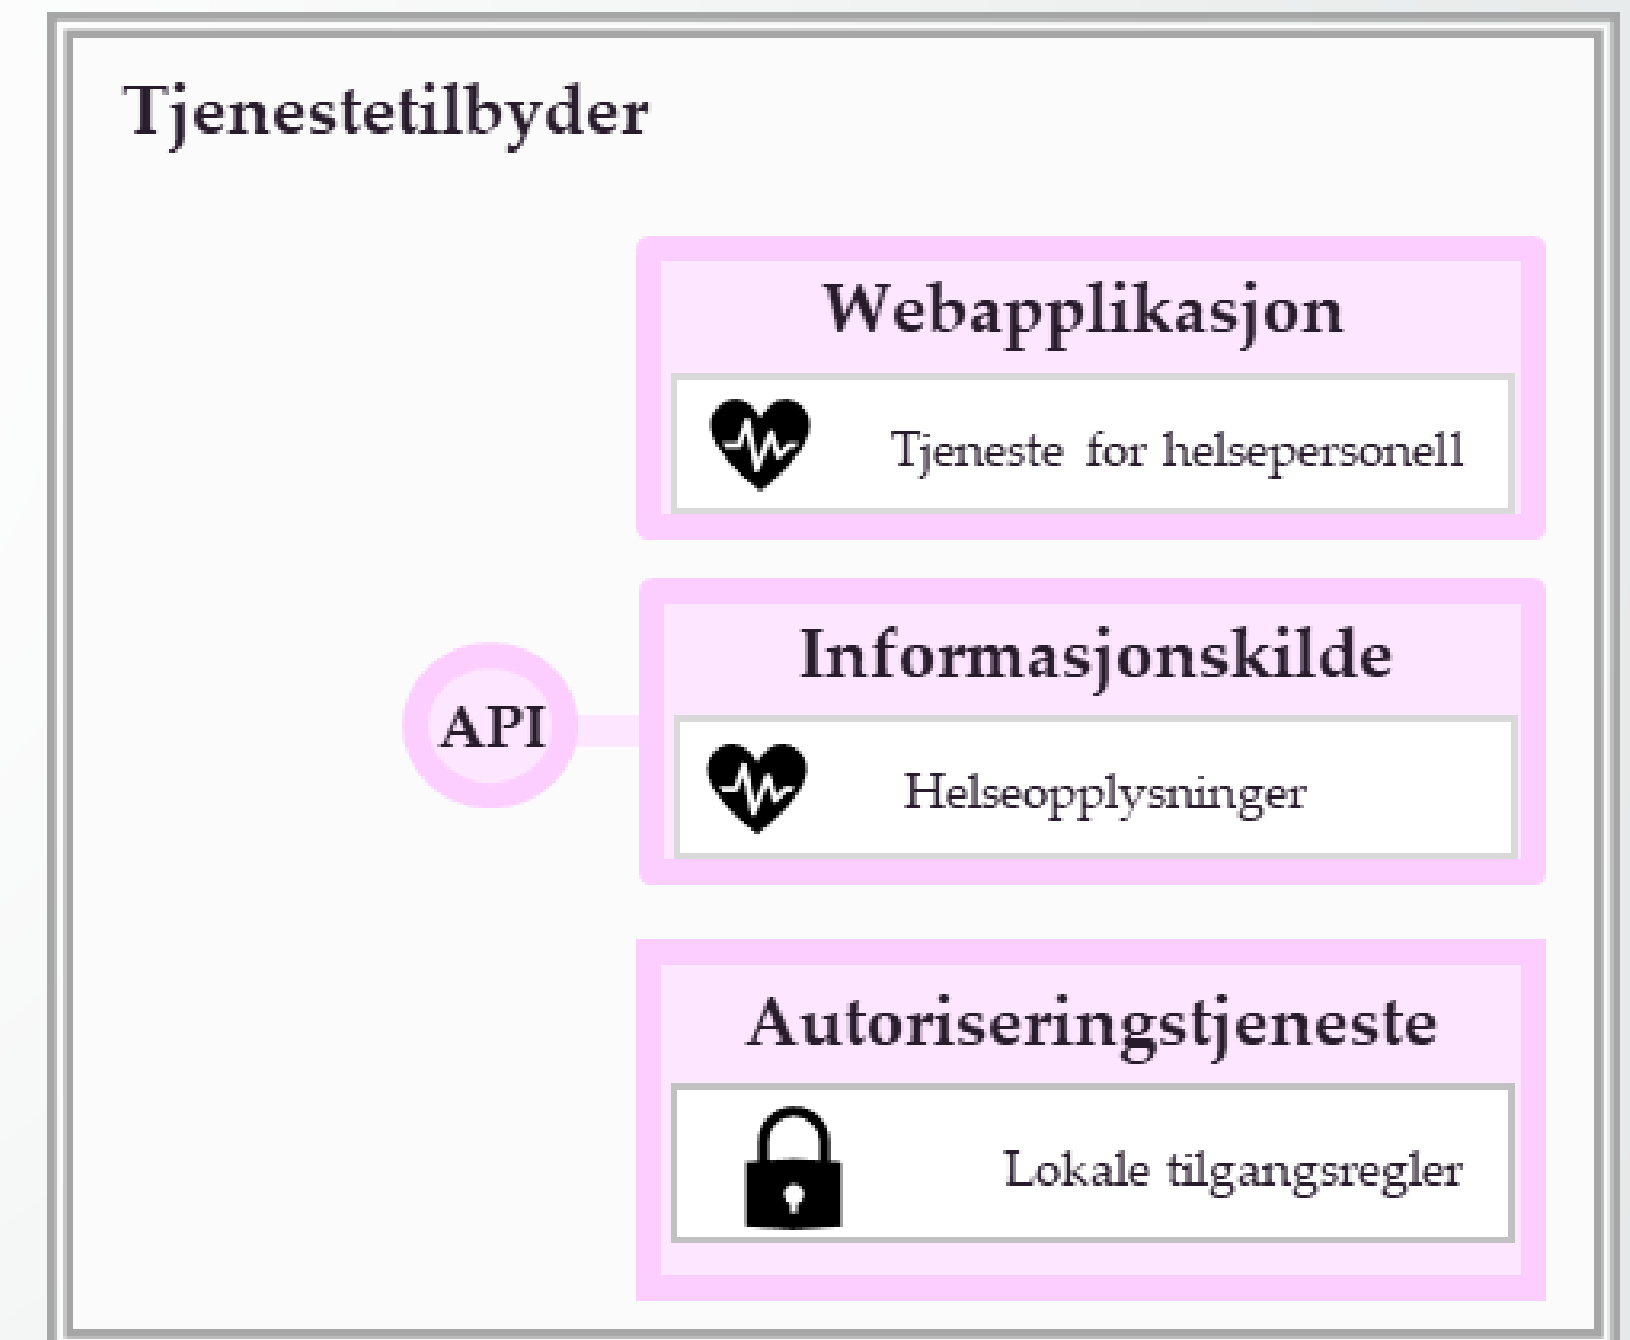 Tjenestetilbyder
Webapplikasjon
Tjeneste for helsepersonell
Informasjonskilde
API
Helseopplysninger
Autoriseringstjeneste
Lokale tilgangsregler